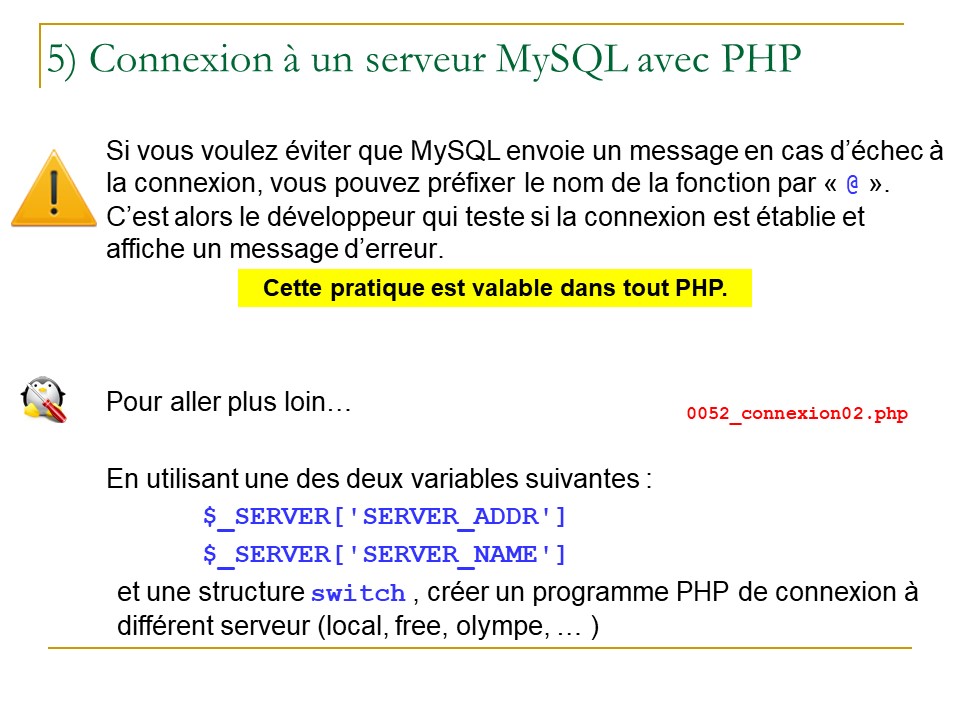 5) Connexion à un serveur MySQL avec PHP
Si vous voulez éviter que MySQL envoie un message en cas d’échec à
la connexion, vous pouvez préfixer le nom de la fonction par « @ ».
C’est alors le développeur qui teste si la connexion est établie et
affiche un message d’erreur.
Cette pratique est valable dans tout PHP.
Pour aller plus loin…
0052_connexion02.php
En utilisant une des deux variables suivantes :
$_SERVER['SERVER_ADDR']
$_SERVER['SERVER_NAME']
et une structure switch , créer un programme PHP de connexion à
différent serveur (local, free, olympe, … )